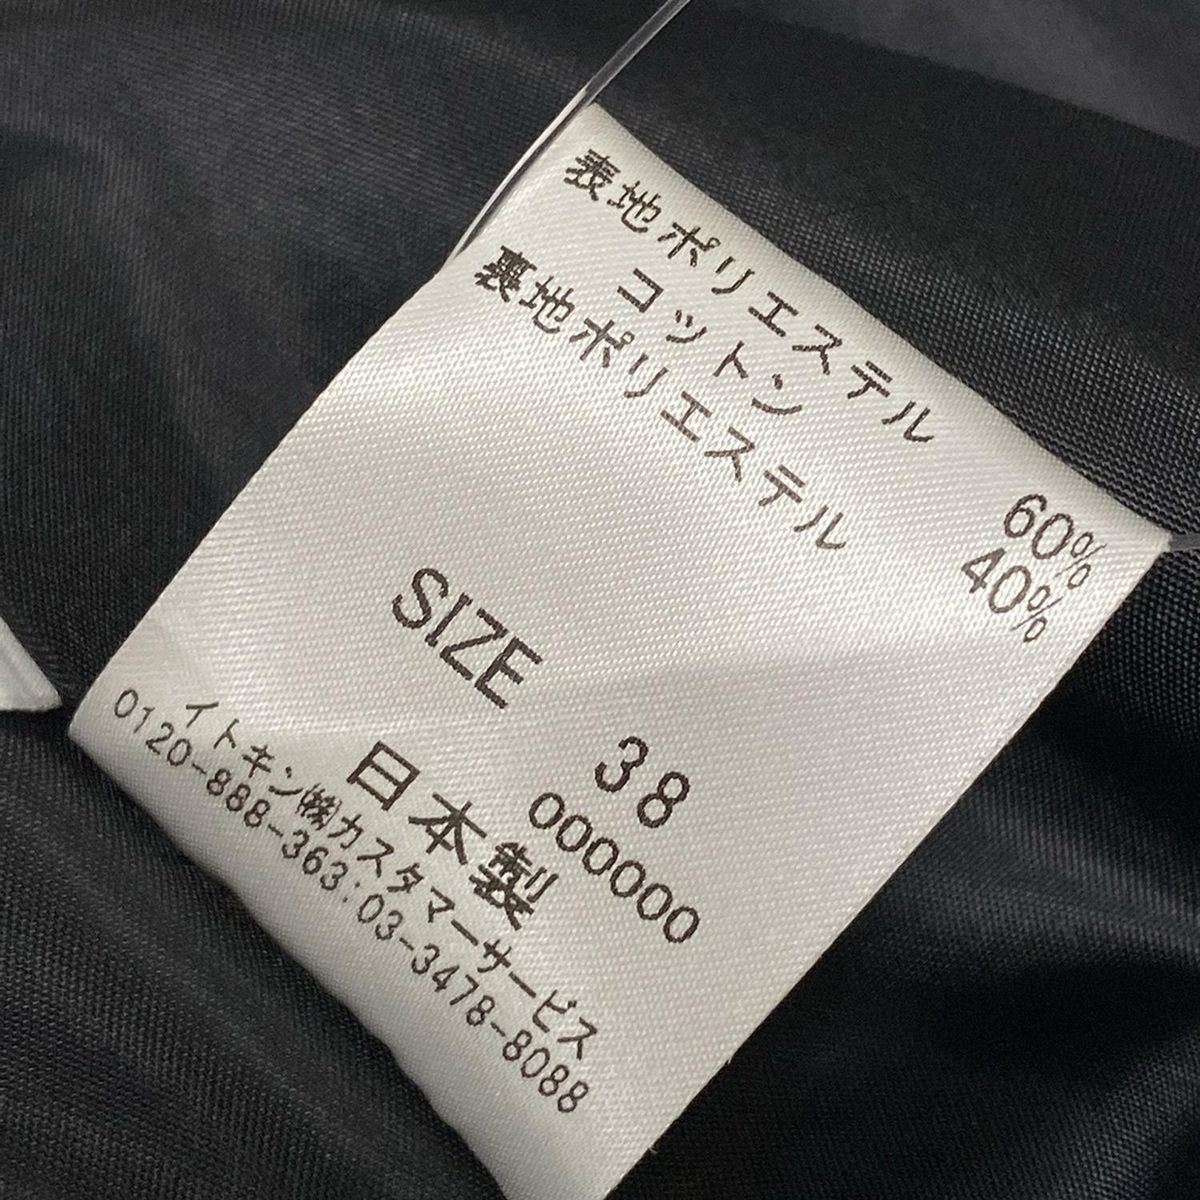 表地ポリエステル 60%
コットン 40%
裏地ポリエステル
SIZE 38
日本製 000000
イトキン㈱カスタマーサービス
0120-888-363:03-3478-8088